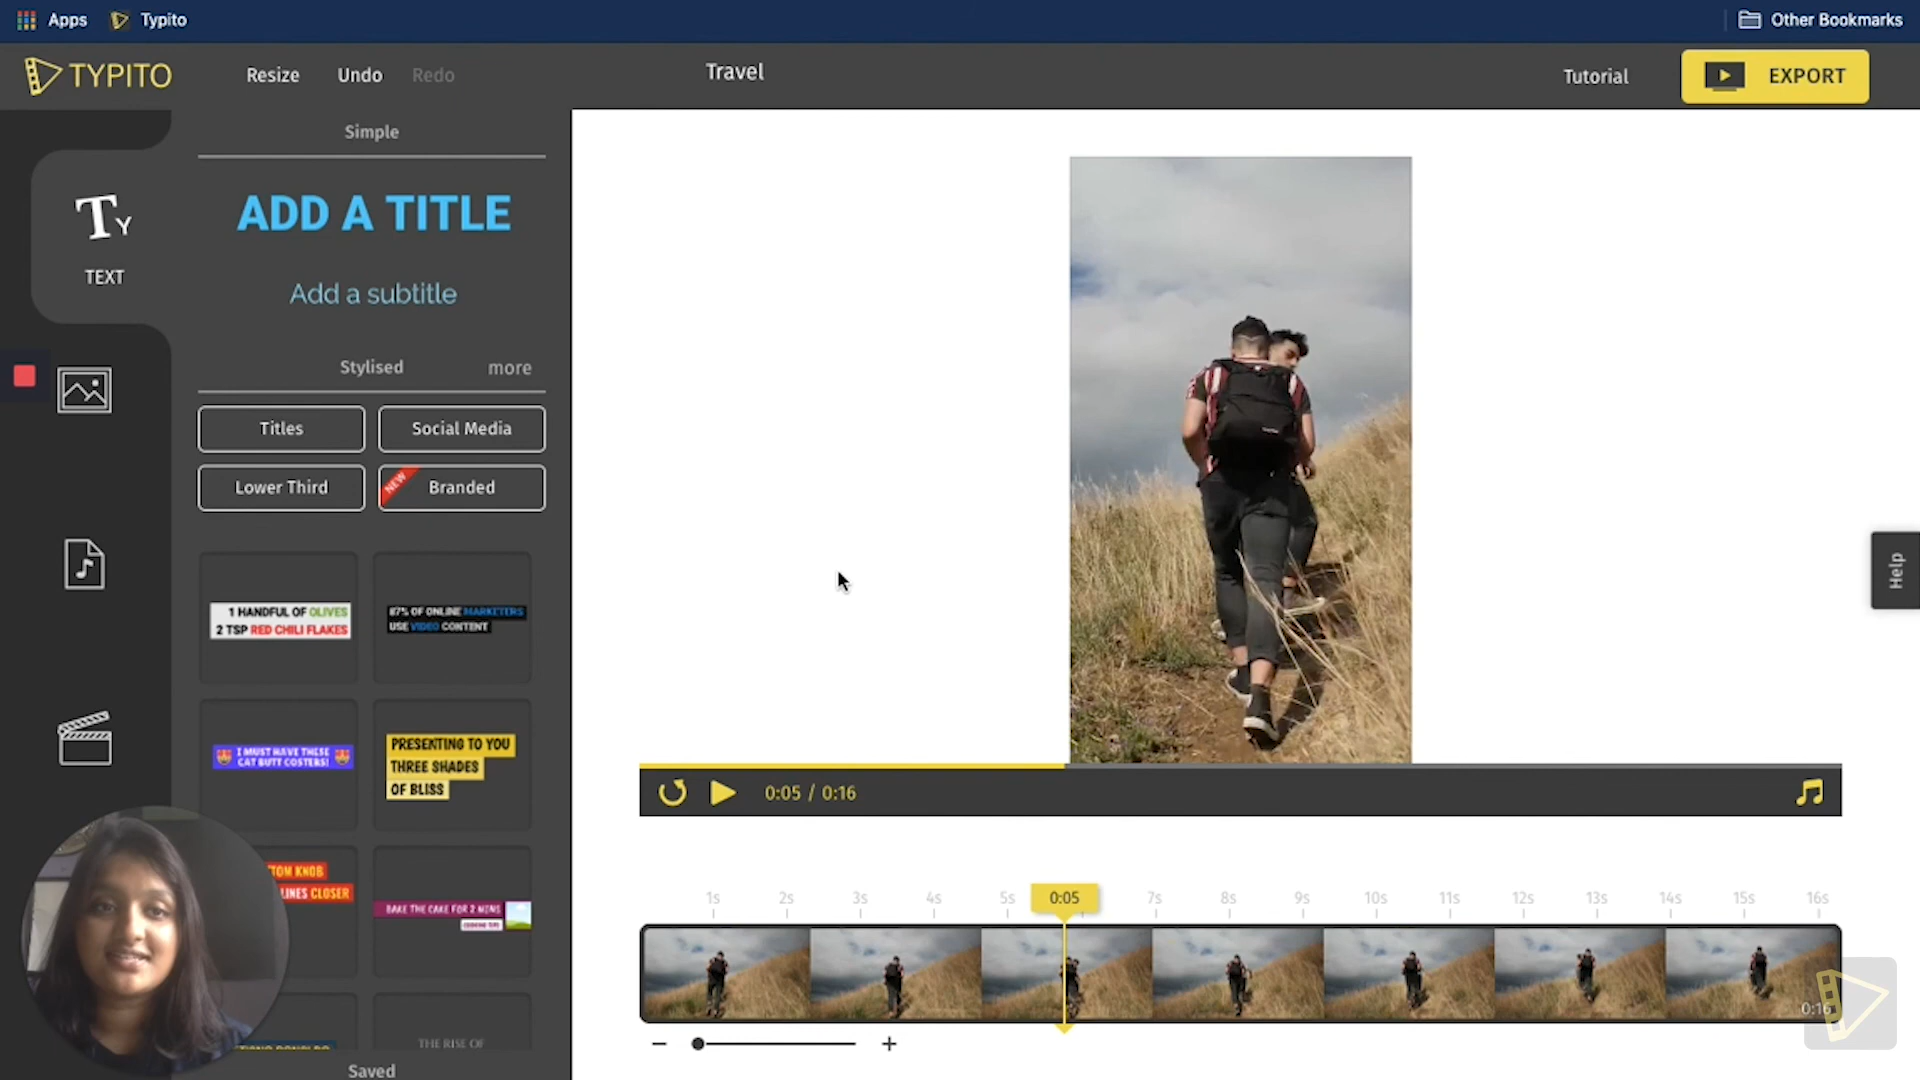 Apps
Typito
Other Bookmarks
TYPITO
Resize
Undo
Redo
Travel
Tutorial
EXPORT
Simple
ADD A TITLE
Add a subtitle
TEXT
Stylised
more
Titles
Social Media
Lower Third
NEW
Branded
1 HANDFUL OF OLIVES
2 TSP RED CHILI FLAKES
87% OF ONLINE MARKETERS
USE VIDEO CONTENT
I MUST HAVE THESE
CAT BUTT COSTERS!
PRESENTING TO YOU
THREE SHADES
OF BLISS
TOM KNOB
LINES CLOSER
BAKE THE CAKE FOR 2 MINS
COOKING TIPS
THE RISE OF
Saved
Help
0:05 / 0:16
1s
2s
3s
4s
5s
0:05
7s
8s
9s
10s
11s
12s
13s
14s
15s
16s
0:16